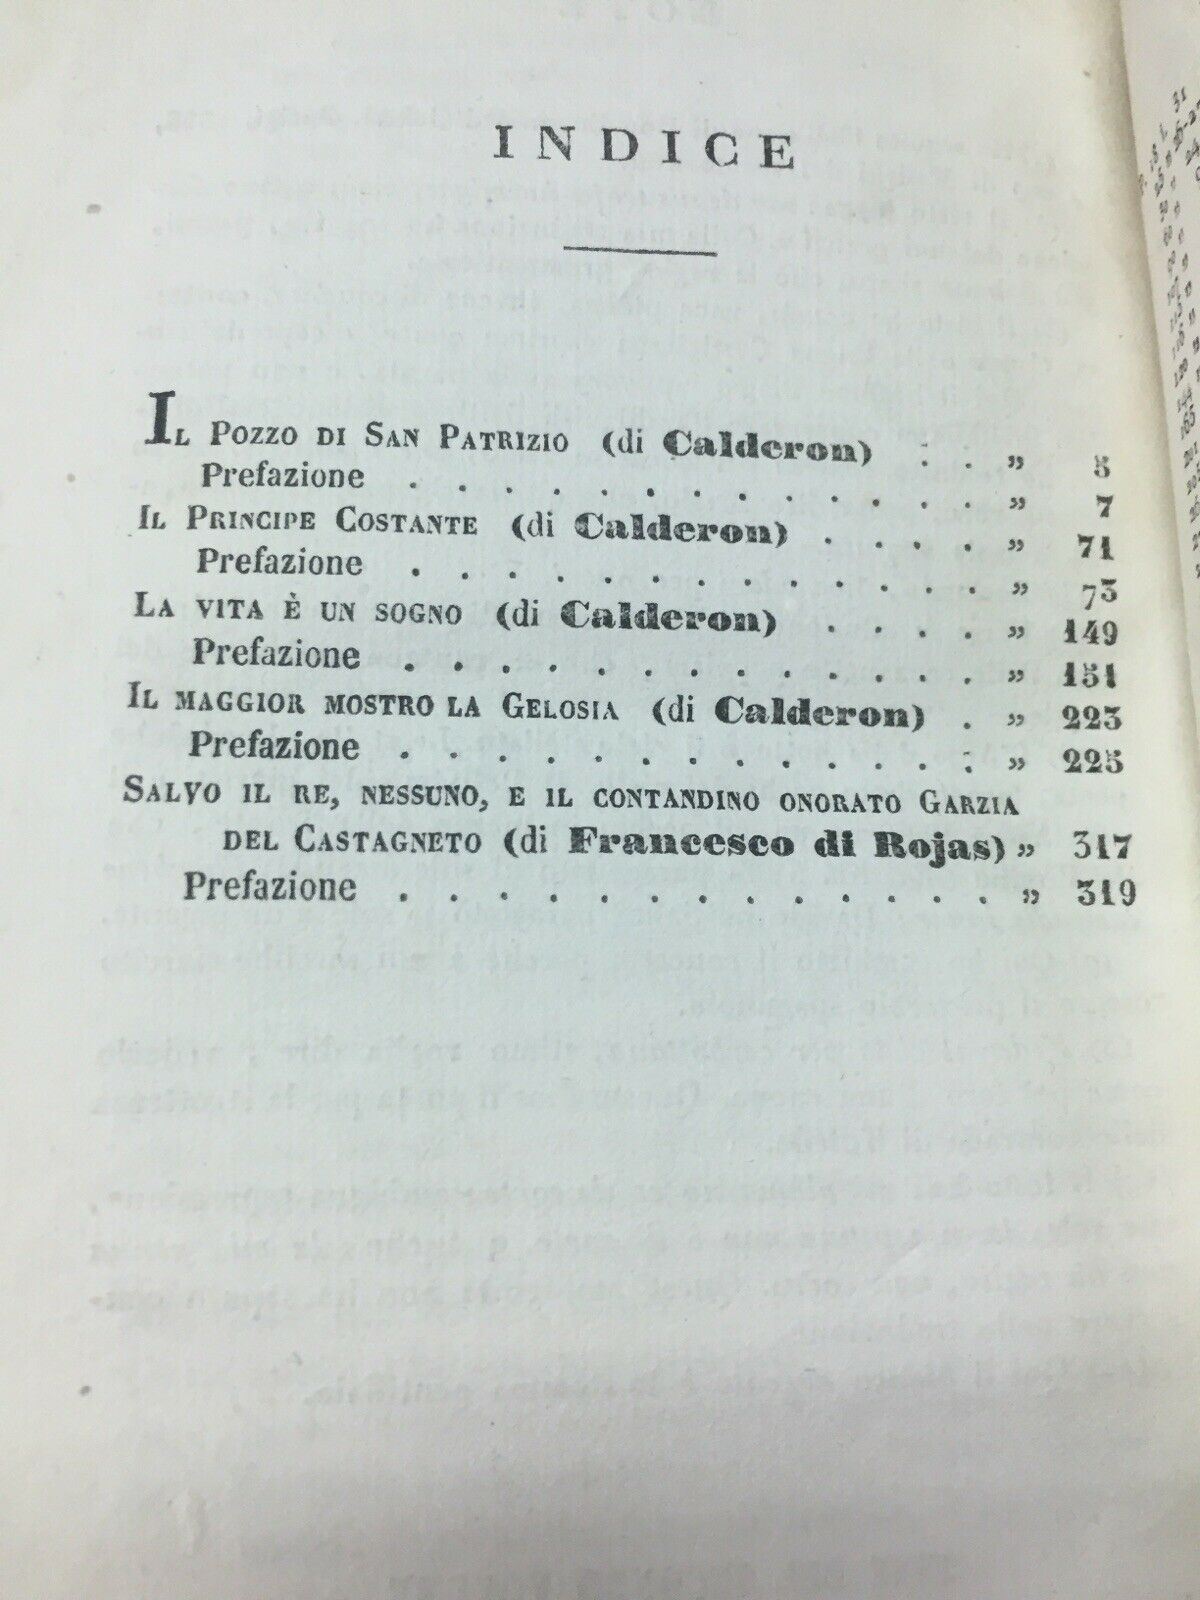 INDICE
IL POZZO DI SAN PATRIZIO (di Calderon) . . „ 5
Prefazione . . . . . . . . . . . . „ 7
IL PRINCIPE COSTANTE (di Calderon) . . . . „ 71
Prefazione . . . . . . . . . . . . „ 73
LA VITA È UN SOGNO (di Calderon) . . . . „ 149
Prefazione . . . . . . . . . . . . „ 151
IL MAGGIOR MOSTRO LA GELOSIA (di Calderon) . „ 223
Prefazione . . . . . . . . . . . . „ 225
SALVO IL RE, NESSUNO, E IL CONTANDINO ONORATO GARZIA
DEL CASTAGNETO (di Francesco di Rojas) „ 317
Prefazione . . . . . . . . . . . . „ 319